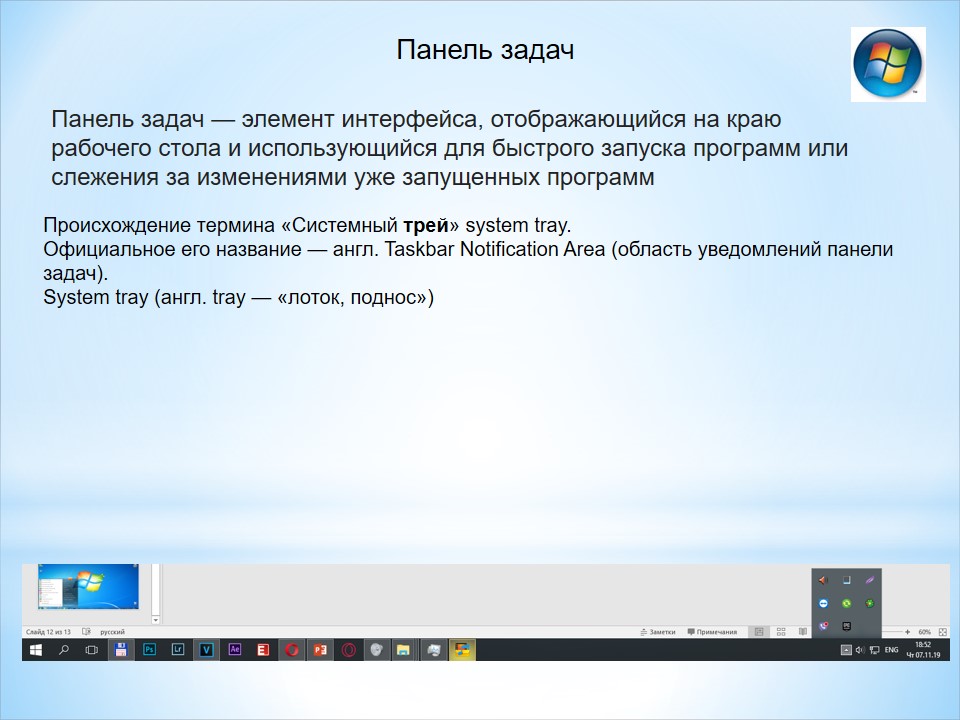 Панель задач
Панель задач — элемент интерфейса, отображающийся на краю
рабочего стола и использующийся для быстрого запуска программ или
слежения за изменениями уже запущенных программ
Происхождение термина «Системный трей» system tray.
Официальное его название — англ. Taskbar Notification Area (область уведомлений панели
задач).
System tray (англ. tray — «лоток, поднос»)
Слайд 12 из 13 русский Заметки Примечания 60%
Ps Lr V Ae E P ENG 18:52
Чт 07.11.19